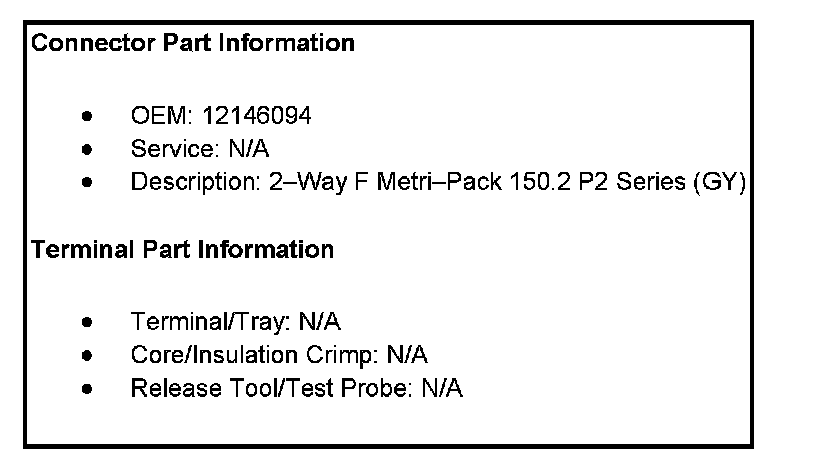 Connector Part Information
● OEM: 12146094
● Service: N/A
● Description: 2–Way F Metri–Pack 150.2 P2 Series (GY)
Terminal Part Information
● Terminal/Tray: N/A
● Core/Insulation Crimp: N/A
● Release Tool/Test Probe: N/A